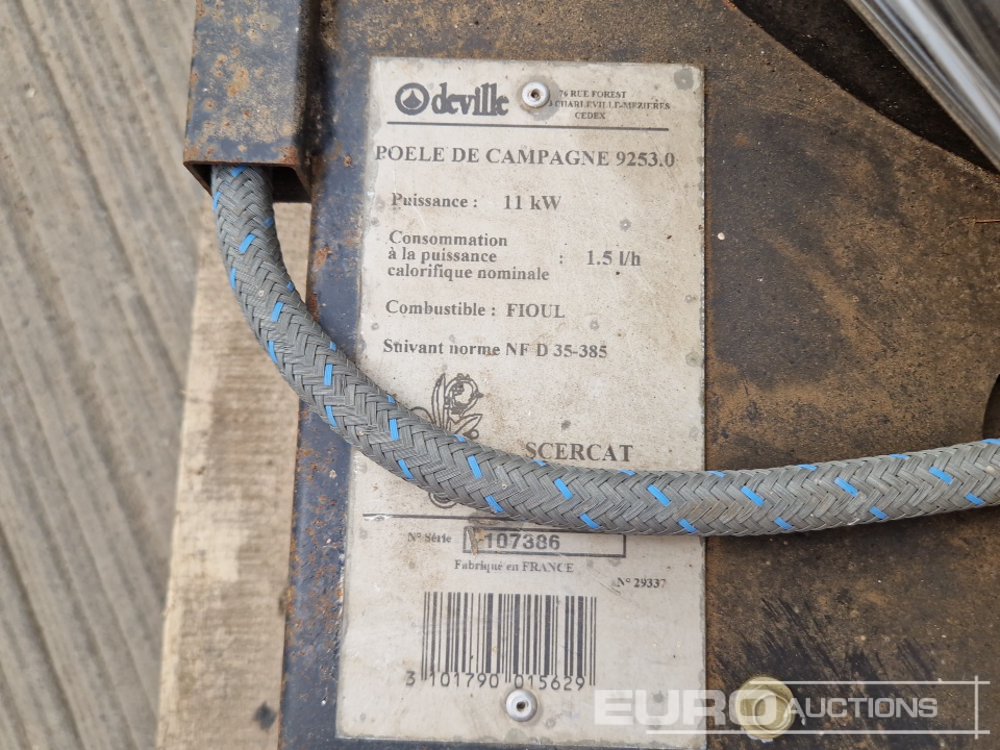 deville
76 RUE FOREST
CHARLEVILLE-MEZIERES
CEDEX
POELE DE CAMPAGNE 9253.0
Puissance : 11 kW
Consommation
à la puissance : 1.5 l/h
calorifique nominale
Combustible : FIOUL
Suivant norme NF D 35-385
SCERCAT
N° Série 107386
Fabriqué en FRANCE
N° 29337
3 101790 015629
EURO AUCTIONS